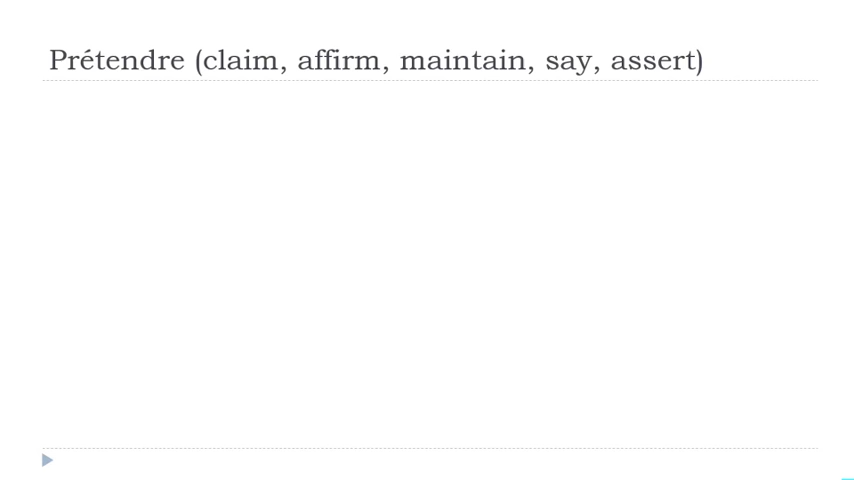 Prétendre (claim, affirm, maintain, say, assert)